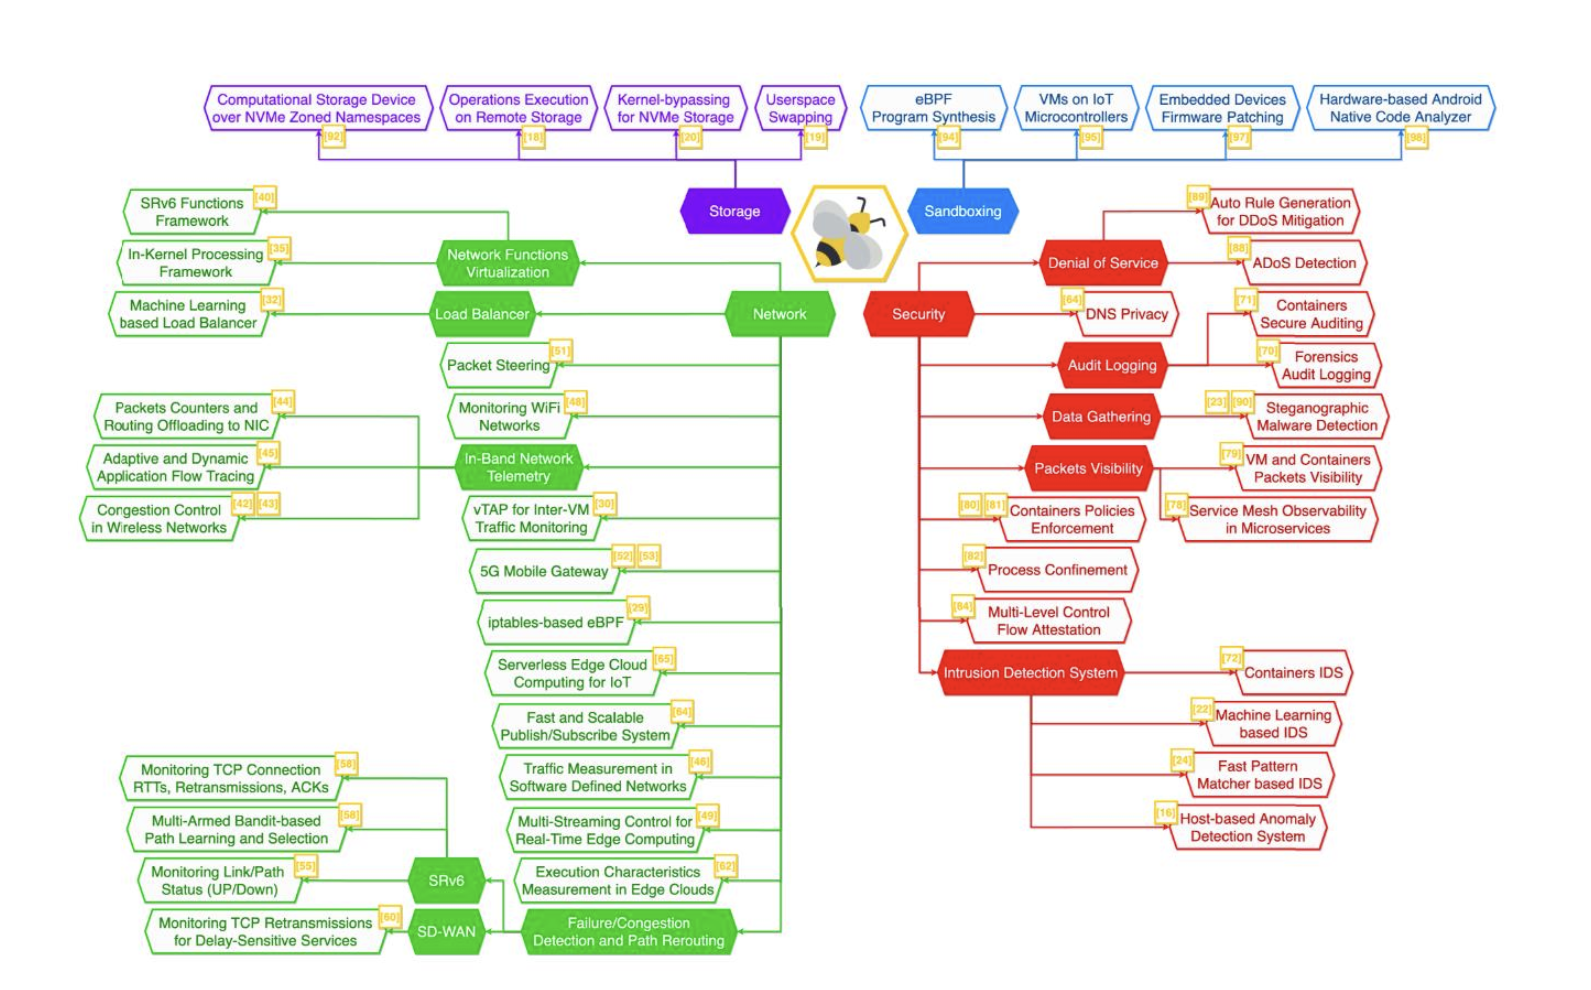 Computational Storage Device
over NVMe Zoned Namespaces
[92]
Operations Execution
on Remote Storage
[18]
Kernel-bypassing
for NVMe Storage
[20]
Userspace
Swapping
[19]
eBPF
Program Synthesis
[94]
VMs on IoT
Microcontrollers
[95]
Embedded Devices
Firmware Patching
[97]
Hardware-based Android
Native Code Analyzer
[98]
Storage
Sandboxing
SRv6 Functions
Framework
[40]
In-Kernel Processing
Framework
[35]
Network Functions
Virtualization
Machine Learning
based Load Balancer
[32]
Load Balancer
Network
Packet Steering
[51]
Monitoring WiFi
Networks
[48]
Packets Counters and
Routing Offloading to NIC
[44]
Adaptive and Dynamic
Application Flow Tracing
[45]
In-Band Network
Telemetry
Congestion Control
in Wireless Networks
[42] [43]
vTAP for Inter-VM
Traffic Monitoring
[30]
5G Mobile Gateway
[52] [53]
iptables-based eBPF
[29]
Serverless Edge Cloud
Computing for IoT
[65]
Fast and Scalable
Publish/Subscribe System
[64]
Traffic Measurement in
Software Defined Networks
[46]
Multi-Streaming Control for
Real-Time Edge Computing
[49]
Execution Characteristics
Measurement in Edge Clouds
[62]
Monitoring TCP Connection
RTTs, Retransmissions, ACKs
Multi-Armed Bandit-based
Path Learning and Selection
[58]
Monitoring Link/Path
Status (UP/Down)
[55]
SRv6
Monitoring TCP Retransmissions
for Delay-Sensitive Services
[60]
SD-WAN
Failure/Congestion
Detection and Path Rerouting
Security
Denial of Service
[89]
Auto Rule Generation
for DDoS Mitigation
[88]
ADoS Detection
[64]
DNS Privacy
Audit Logging
[71]
Containers
Secure Auditing
[70]
Forensics
Audit Logging
Data Gathering
[23] [90]
Steganographic
Malware Detection
Packets Visibility
[79]
VM and Containers
Packets Visibility
[78]
Service Mesh Observability
in Microservices
[80] [81]
Containers Policies
Enforcement
[82]
Process Confinement
[84]
Multi-Level Control
Flow Attestation
Intrusion Detection System
[72]
Containers IDS
[22]
Machine Learning
based IDS
[24]
Fast Pattern
Matcher based IDS
[16]
Host-based Anomaly
Detection System